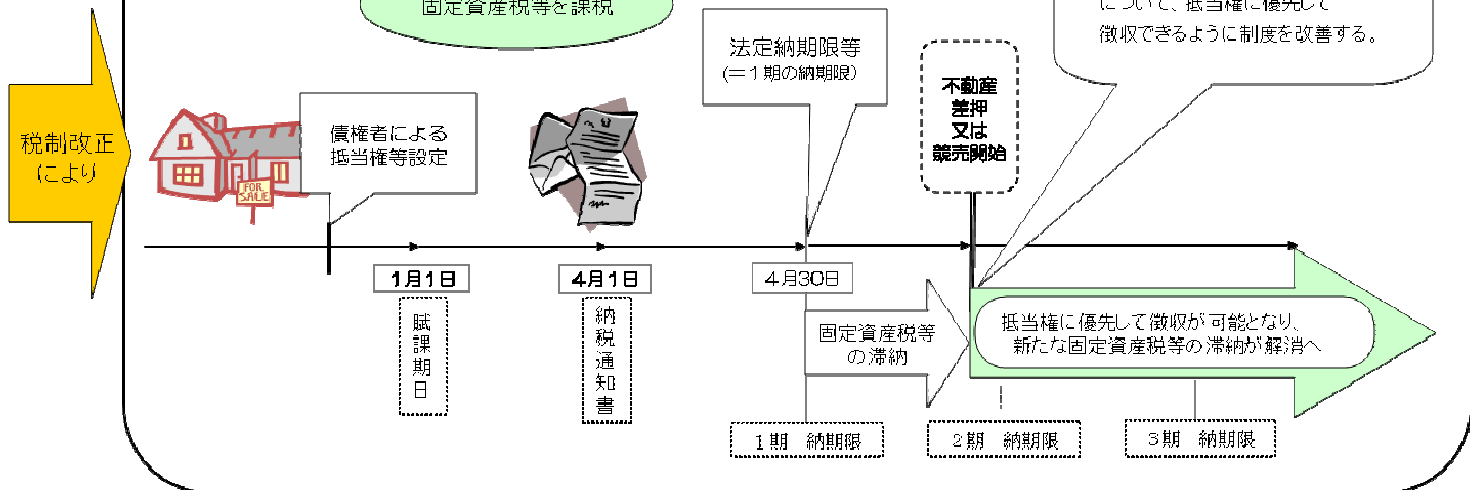 固定資産税等を課税
について、抵当権に優先して
徴収できるように制度を改善する。
法定納期限等
(＝１期の納期限)
不動産
差押
又は
競売開始
税制改正
により
債権者による
抵当権等設定
FOR
SALE
1月1日
4月1日
4月30日
賦課期日
納税通知書
固定資産税等
の滞納
抵当権に優先して徴収が可能となり、
新たな固定資産税等の滞納が解消へ
１期　納期限
２期　納期限
３期　納期限